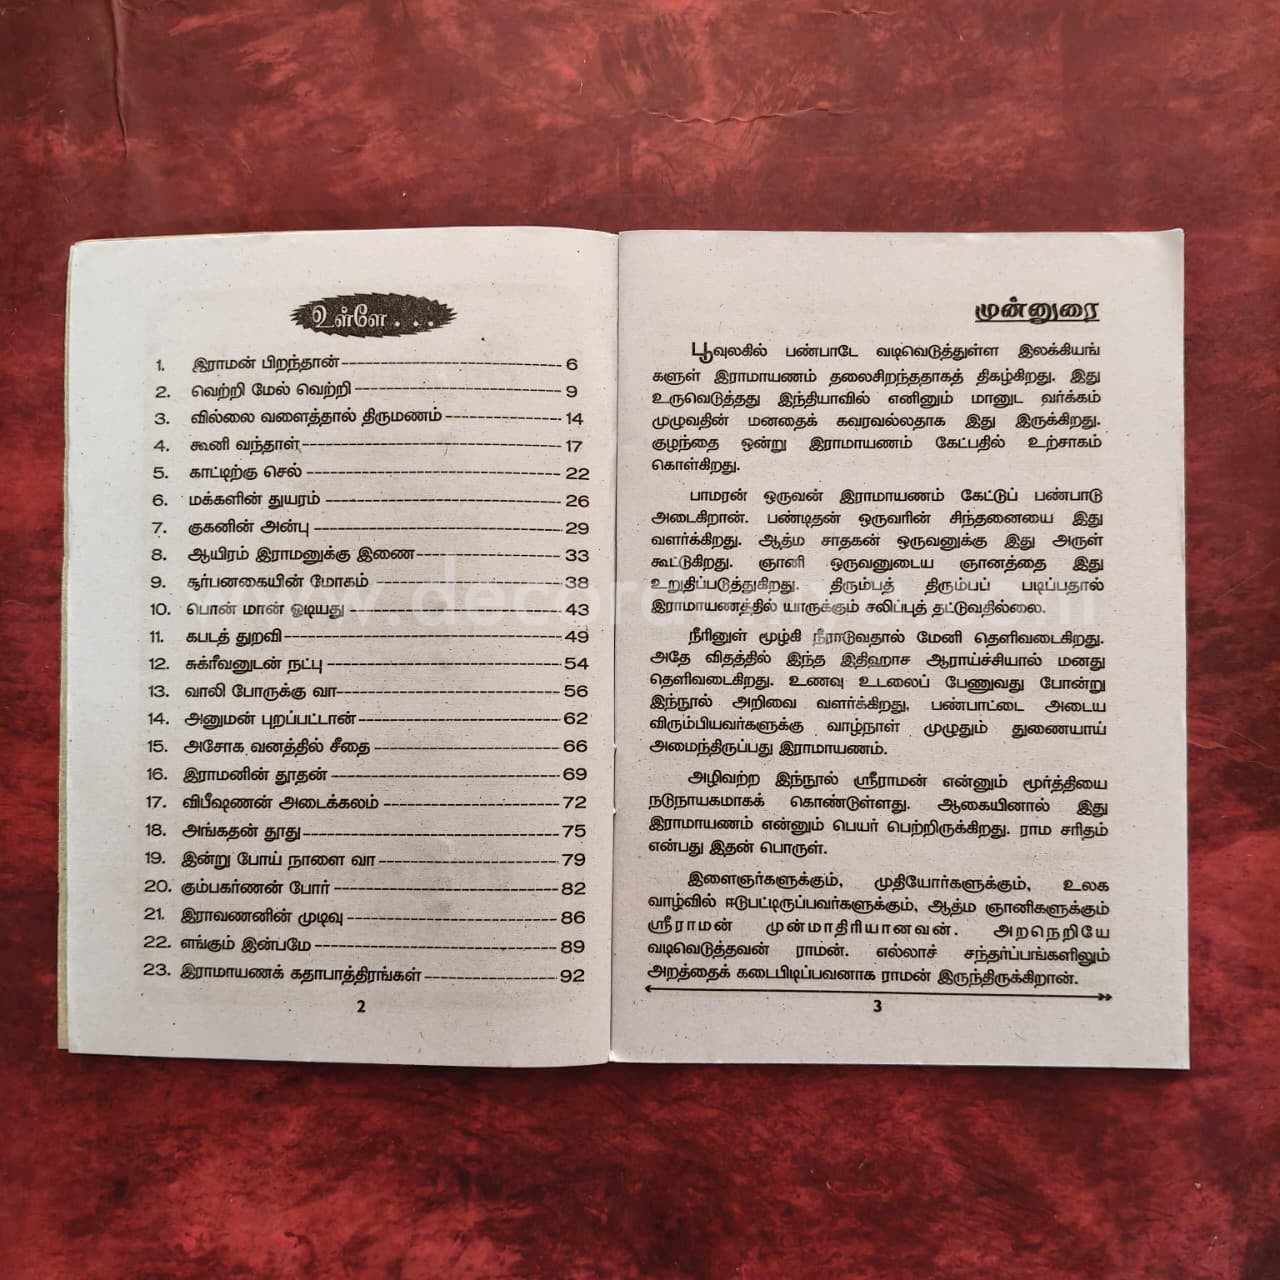 உள்ளே . . .
1. இராமன் பிறந்தான் 6
2. வெற்றி மேல் வெற்றி 9
3. வில்லை வளைத்தால் திருமணம் 14
4. கூனி வந்தாள் 17
5. காட்டிற்கு செல் 22
6. மக்களின் துயரம் 26
7. குகனின் அன்பு 29
8. ஆயிரம் இராமனுக்கு இணை 33
9. சூர்பனகையின் மோகம் 38
10. பொன் மான் ஓடியது 43
11. கபடத் துறவி 49
12. சுக்ரீவனுடன் நட்பு 54
13. வாலி போருக்கு வா 56
14. அனுமன் புறப்பட்டான் 62
15. அசோக வனத்தில் சீதை 66
16. இராமனின் தூதன் 69
17. விபீஷணன் அடைக்கலம் 72
18. அங்கதன் தூது 75
19. இன்று போய் நாளை வா 79
20. கும்பகர்ணன் போர் 82
21. இராவணனின் முடிவு 86
22. எங்கும் இன்பமே 89
23. இராமாயணக் கதாபாத்திரங்கள் 92
2
முன்னுரை
பூவுலகில் பண்பாடே வடிவெடுத்துள்ள இலக்கியங்
களுள் இராமாயணம் தலைசிறந்ததாகத் திகழ்கிறது. இது
உருவெடுத்தது இந்தியாவில் எனினும் மானுட வர்க்கம்
முழுவதின் மனதைக் கவரவல்லதாக இது இருக்கிறது.
குழந்தை ஒன்று இராமாயணம் கேட்பதில் உற்சாகம்
கொள்கிறது.
பாமரன் ஒருவன் இராமாயணம் கேட்டுப் பண்பாடு
அடைகிறான். பண்டிதன் ஒருவரின் சிந்தனையை இது
வளர்க்கிறது. ஆத்ம சாதகன் ஒருவனுக்கு இது அருள்
கூட்டுகிறது. ஞானி ஒருவனுடைய ஞானத்தை இது
உறுதிப்படுத்துகிறது. திரும்பத் திரும்பப் படிப்பதால்
இராமாயணத்தில் யாருக்கும் சலிப்புத் தட்டுவதில்லை.
நீரினுள் மூழ்கி நீராடுவதால் மேனி தெளிவடைகிறது.
அதே விதத்தில் இந்த இதிஹாச ஆராய்ச்சியால் மனது
தெளிவடைகிறது. உணவு உடலைப் பேணுவது போன்று
இந்நூல் அறிவை வளர்க்கிறது, பண்பாட்டை அடைய
விரும்பியவர்களுக்கு வாழ்நாள் முழுதும் துணையாய்
அமைந்திருப்பது இராமாயணம்.
அழிவற்ற இந்நூல் ஸ்ரீராமன் என்னும் மூர்த்தியை
நடுநாயகமாகக் கொண்டுள்ளது. ஆகையினால் இது
இராமாயணம் என்னும் பெயர் பெற்றிருக்கிறது. ராம சரிதம்
என்பது இதன் பொருள்.
இளைஞர்களுக்கும், முதியோர்களுக்கும், உலக
வாழ்வில் ஈடுபட்டிருப்பவர்களுக்கும், ஆத்ம ஞானிகளுக்கும்
ஸ்ரீராமன் முன்மாதிரியானவன். அறநெறியே
வடிவெடுத்தவன் ராமன். எல்லாச் சந்தர்ப்பங்களிலும்
அறத்தைக் கடைபிடிப்பவனாக ராமன் இருந்திருக்கிறான்.
3